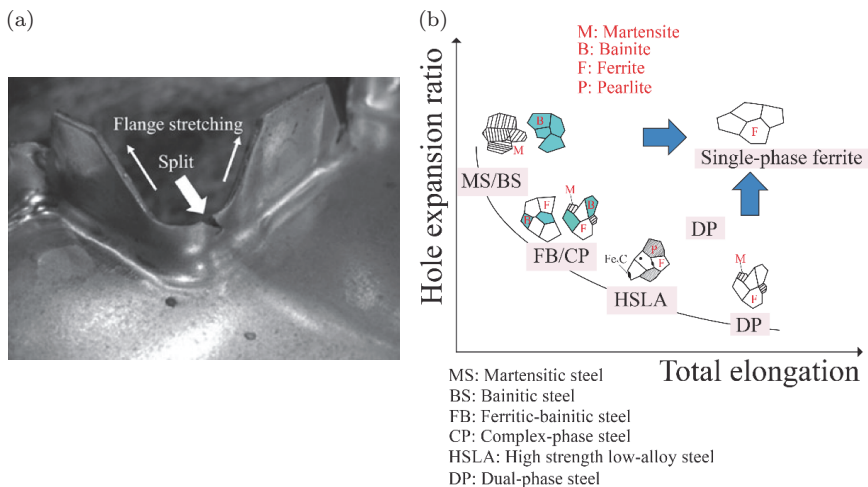 (a)
Flange stretching
Split
(b)
M: Martensite
B: Bainite
F: Ferrite
P: Pearlite
Hole expansion ratio
B
M
F
MS/BS
Single-phase ferrite
F
M
B
B
F
FB/CP
DP
P
Fe₃C
F
M
F
HSLA
DP
Total elongation
MS: Martensitic steel
BS: Bainitic steel
FB: Ferritic-bainitic steel
CP: Complex-phase steel
HSLA: High strength low-alloy steel
DP: Dual-phase steel